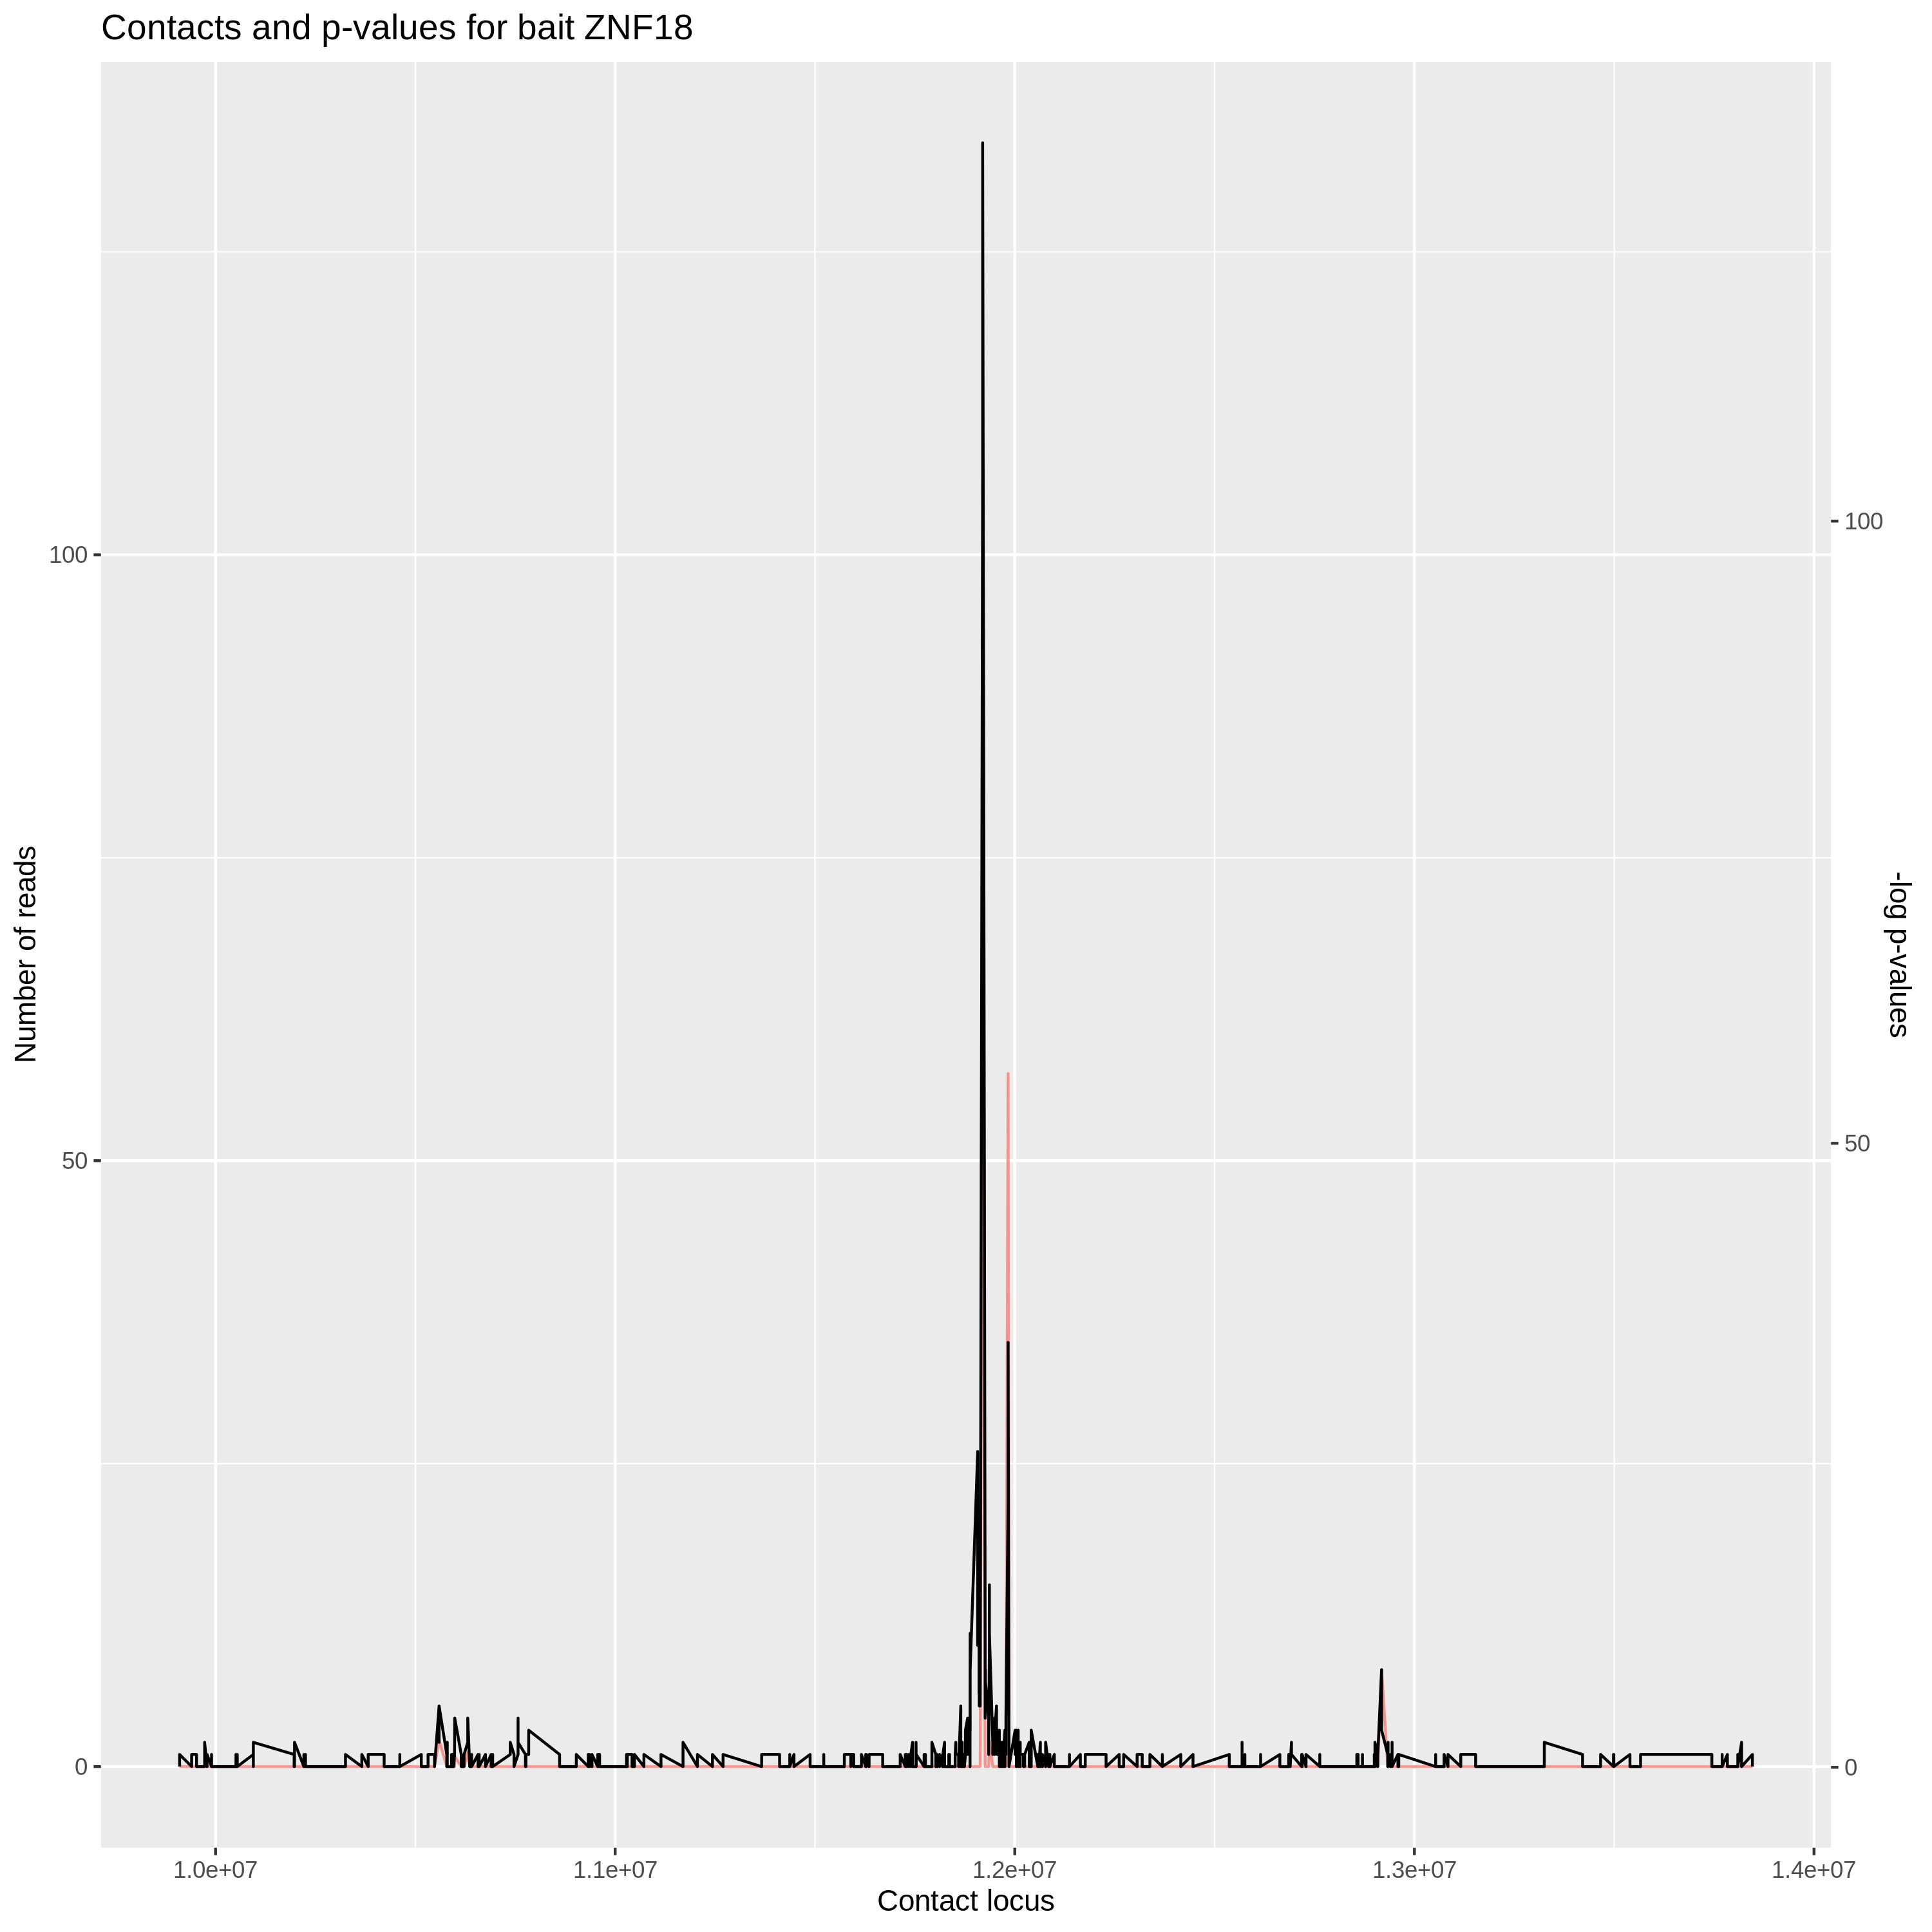 Contacts and p-values for bait ZNF18
Number of reads
100
50
0
100
50
0
-log p-values
1.0e+07
1.1e+07
1.2e+07
1.3e+07
1.4e+07
Contact locus